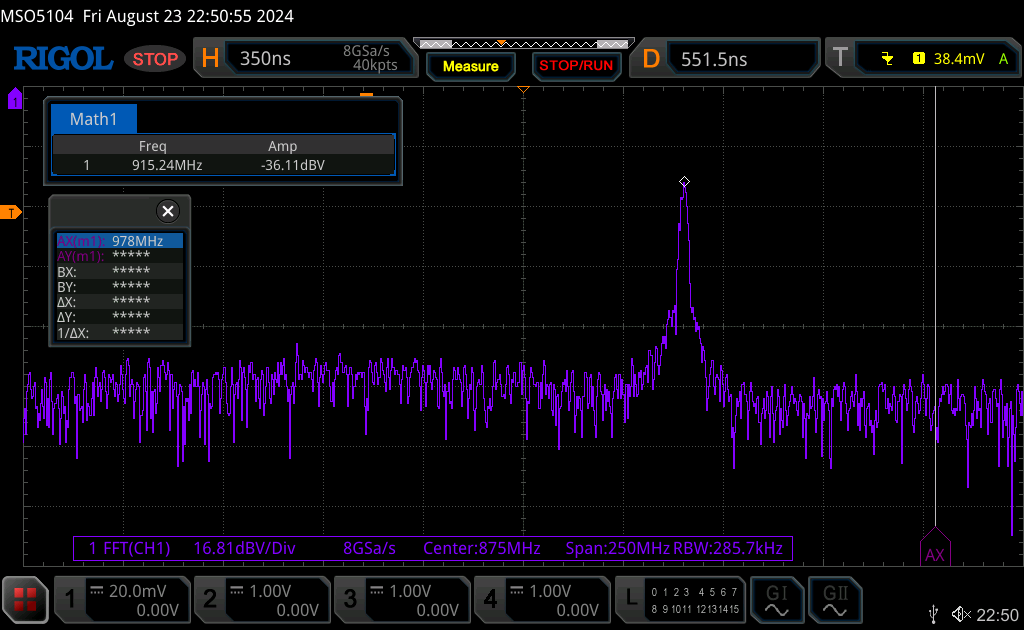 MSO5104 Fri August 23 22:50:55 2024
RIGOL STOP H 350ns 8GSa/s 40kpts Measure STOP/RUN D 551.5ns T 1 38.4mV A
1
Math1
Freq Amp
1 915.24MHz -36.11dBV
T
AX(m1): 978MHz
AY(m1): *****
BX: *****
BY: *****
ΔX: *****
ΔY: *****
1/ΔX: *****
1 FFT(CH1) 16.81dBV/Div 8GSa/s Center:875MHz Span:250MHz RBW:285.7kHz
AX
1 20.0mV 0.00V 2 1.00V 0.00V 3 1.00V 0.00V 4 1.00V 0.00V L 0 1 2 3 4 5 6 7 GI GII
8 9 10 11 12 13 14 15
22:50